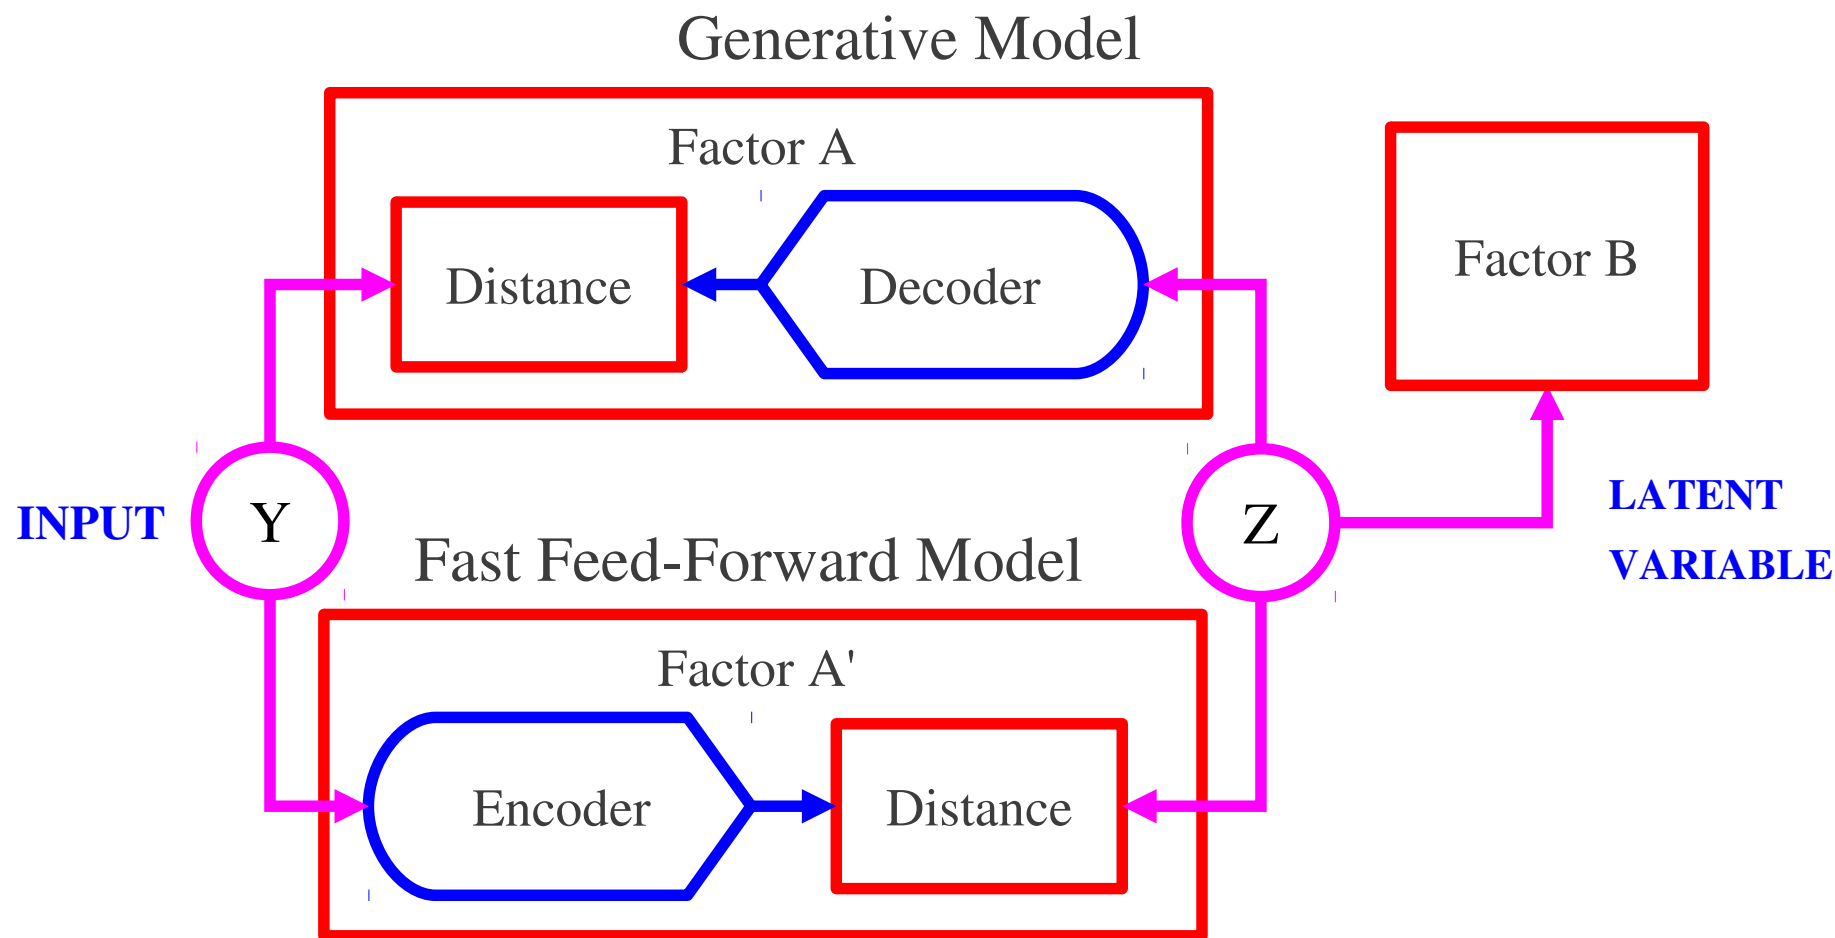 Generative Model
Factor A
Distance
Decoder
Factor B
INPUT
Y
Z
LATENT
VARIABLE
Fast Feed-Forward Model
Factor A'
Encoder
Distance